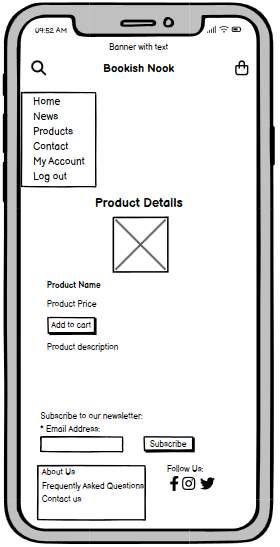 09:52 AM
Banner with text
Bookish Nook
Home
News
Products
Contact
My Account
Log out
Product Details
Product Name
Product Price
Add to cart
Product description
Subscribe to our newsletter:
* Email Address:
Subscribe
About Us
Frequently Asked Questions
Contact us
Follow Us: